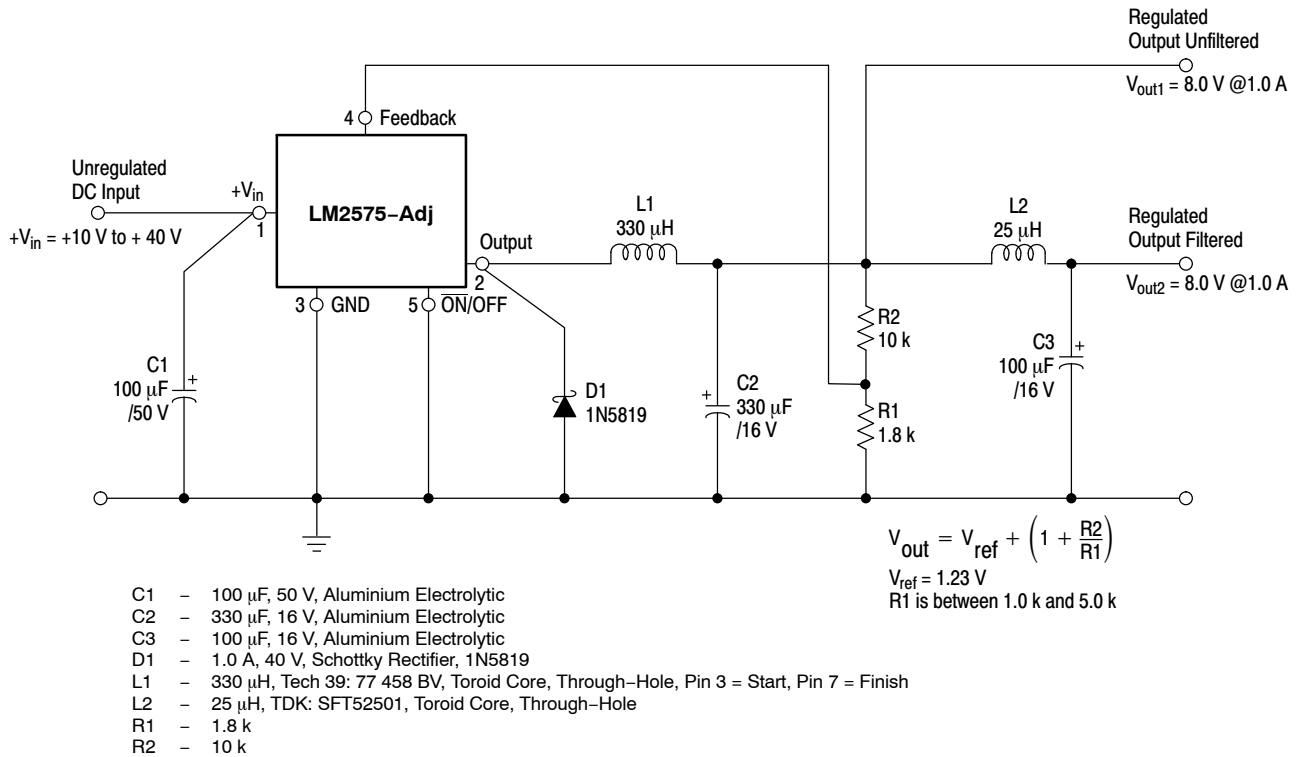 Regulated
Output Unfiltered
Vout1 = 8.0 V @1.0 A
4 Feedback
Unregulated
DC Input
+Vin
1
LM2575−Adj
+Vin = +10 V to + 40 V
Output
2
L1
330 μH
L2
25 μH
Regulated
Output Filtered
Vout2 = 8.0 V @1.0 A
3 GND
5 ON/OFF
R2
10 k
C1
100 μF
/50 V
+
D1
1N5819
C2
330 μF
/16 V
+
R1
1.8 k
C3
100 μF
/16 V
+
Vout = Vref + (1 + R2/R1)
Vref = 1.23 V
R1 is between 1.0 k and 5.0 k
C1 – 100 μF, 50 V, Aluminium Electrolytic
C2 – 330 μF, 16 V, Aluminium Electrolytic
C3 – 100 μF, 16 V, Aluminium Electrolytic
D1 – 1.0 A, 40 V, Schottky Rectifier, 1N5819
L1 – 330 μH, Tech 39: 77 458 BV, Toroid Core, Through−Hole, Pin 3 = Start, Pin 7 = Finish
L2 – 25 μH, TDK: SFT52501, Toroid Core, Through−Hole
R1 – 1.8 k
R2 – 10 k